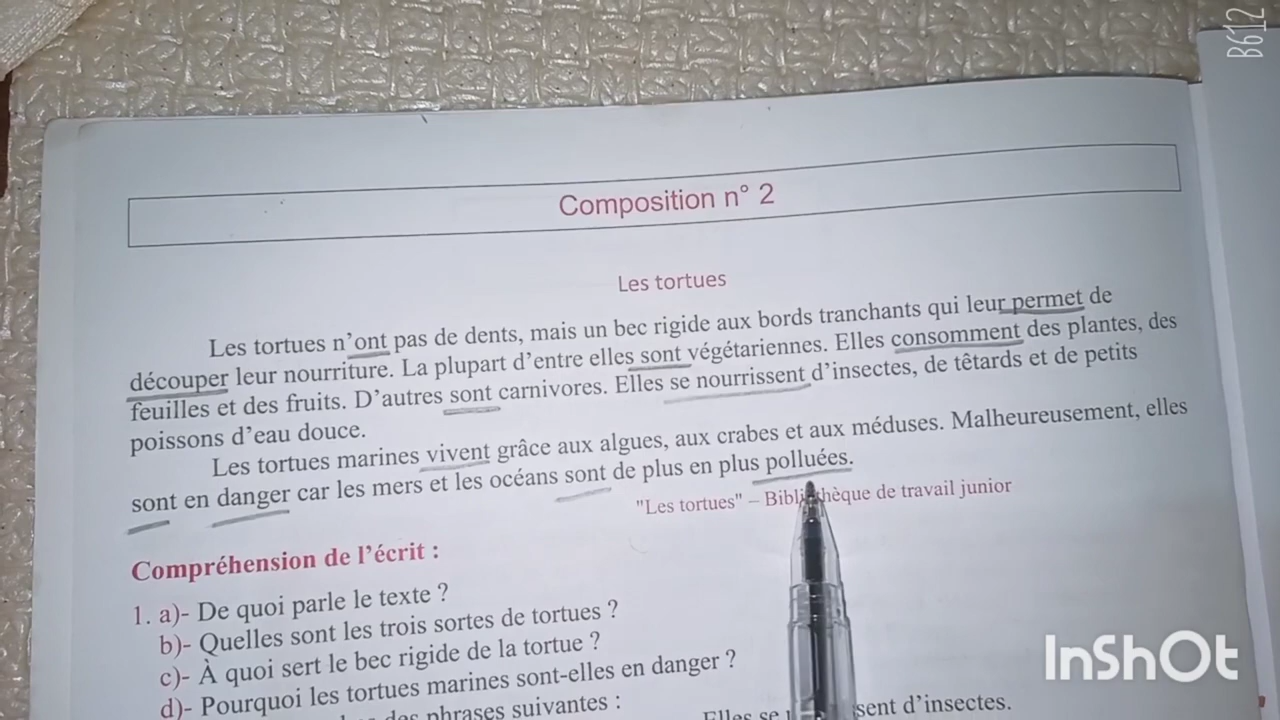 B612
Composition n° 2
Les tortues
Les tortues n'ont pas de dents, mais un bec rigide aux bords tranchants qui leur permet de
découper leur nourriture. La plupart d'entre elles sont végétariennes. Elles consomment des plantes, des
feuilles et des fruits. D'autres sont carnivores. Elles se nourrissent d'insectes, de têtards et de petits
poissons d'eau douce.
Les tortues marines vivent grâce aux algues, aux crabes et aux méduses. Malheureusement, elles
sont en danger car les mers et les océans sont de plus en plus polluées.
"Les tortues" – Bibliothèque de travail junior
Compréhension de l'écrit :
1. a)- De quoi parle le texte ?
b)- Quelles sont les trois sortes de tortues ?
c)- À quoi sert le bec rigide de la tortue ?
d)- Pourquoi les tortues marines sont-elles en danger ?
des phrases suivantes :
Elles se d'insectes.
InShOt